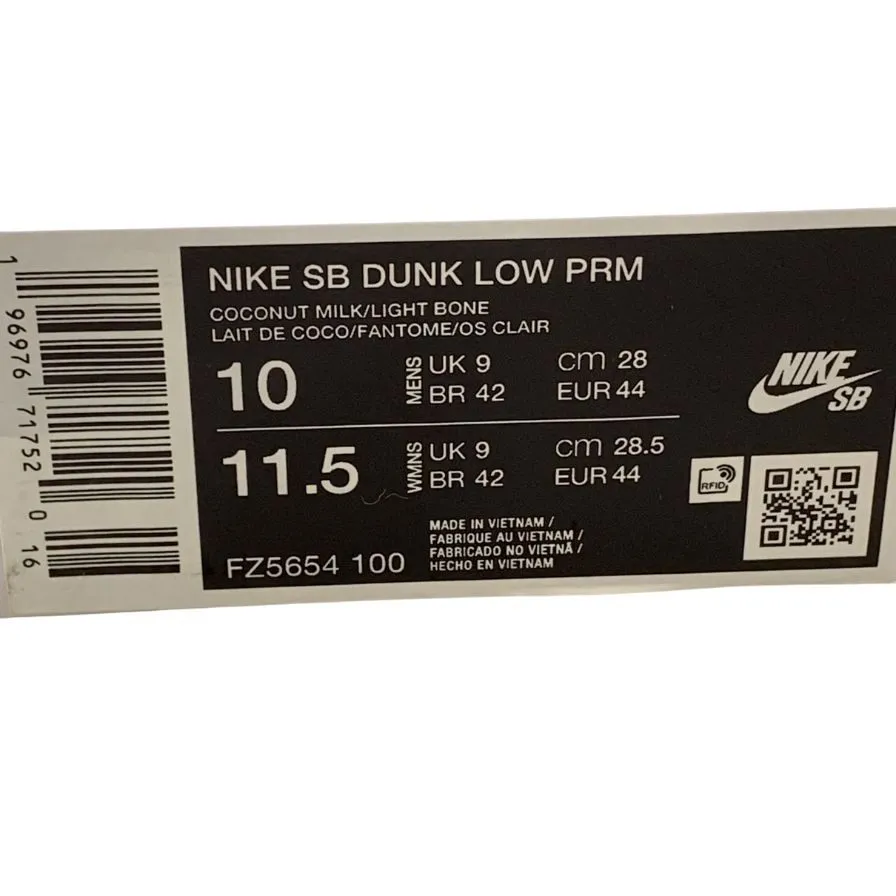 1 96976 71752 0 16
NIKE SB DUNK LOW PRM
COCONUT MILK/LIGHT BONE
LAIT DE COCO/FANTOME/OS CLAIR
10 MENS UK 9 cm 28
BR 42 EUR 44
11.5 WMNS UK 9 cm 28.5
BR 42 EUR 44
NIKE
SB
RFID
MADE IN VIETNAM /
FABRIQUE AU VIETNAM /
FABRICADO NO VIETNÃ /
HECHO EN VIETNAM
FZ5654 100